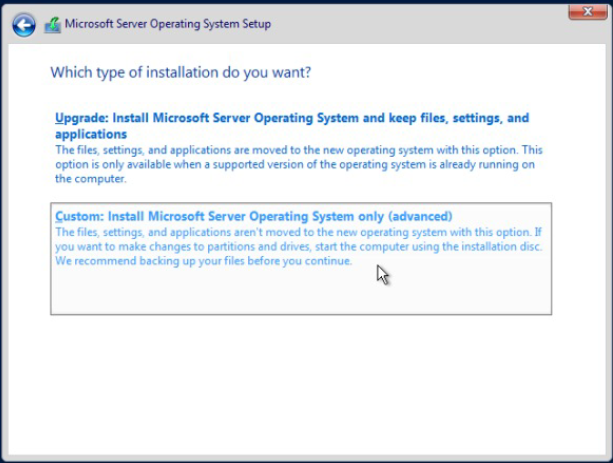 Microsoft Server Operating System Setup
Which type of installation do you want?
Upgrade: Install Microsoft Server Operating System and keep files, settings, and
applications
The files, settings, and applications are moved to the new operating system with this option. This
option is only available when a supported version of the operating system is already running on
the computer.
Custom: Install Microsoft Server Operating System only (advanced)
The files, settings, and applications aren't moved to the new operating system with this option. If
you want to make changes to partitions and drives, start the computer using the installation disc.
We recommend backing up your files before you continue.